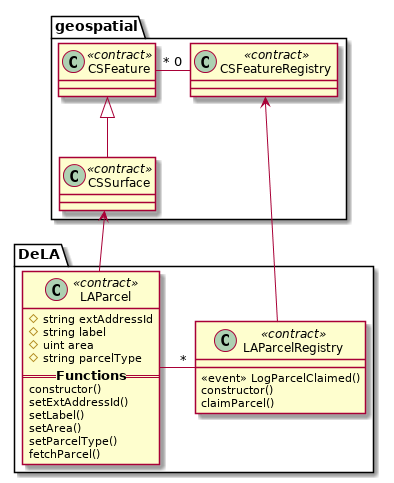 geospatial
C «contract»
CSFeature
* 0
C «contract»
CSFeatureRegistry
C «contract»
CSSurface
DeLA
C «contract»
LAParcel
string extAddressId
string label
uint area
string parcelType
Functions
constructor()
setExtAddressId()
setLabel()
setArea()
setParcelType()
fetchParcel()
*
C «contract»
LAParcelRegistry
«event» LogParcelClaimed()
constructor()
claimParcel()